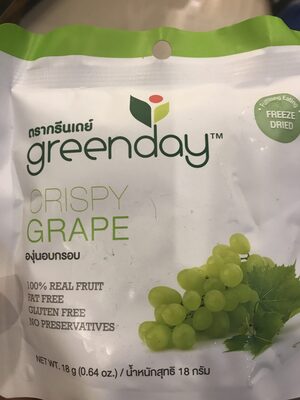 ตรากรีนเดย์
greenday™
FREEZE
DRIED
CRISPY
GRAPE
องุ่นอบกรอบ
100% REAL FRUIT
FAT FREE
GLUTEN FREE
NO PRESERVATIVES
NET WT. 18 g (0.64 oz.) / น้ำหนักสุทธิ 18 กรัม